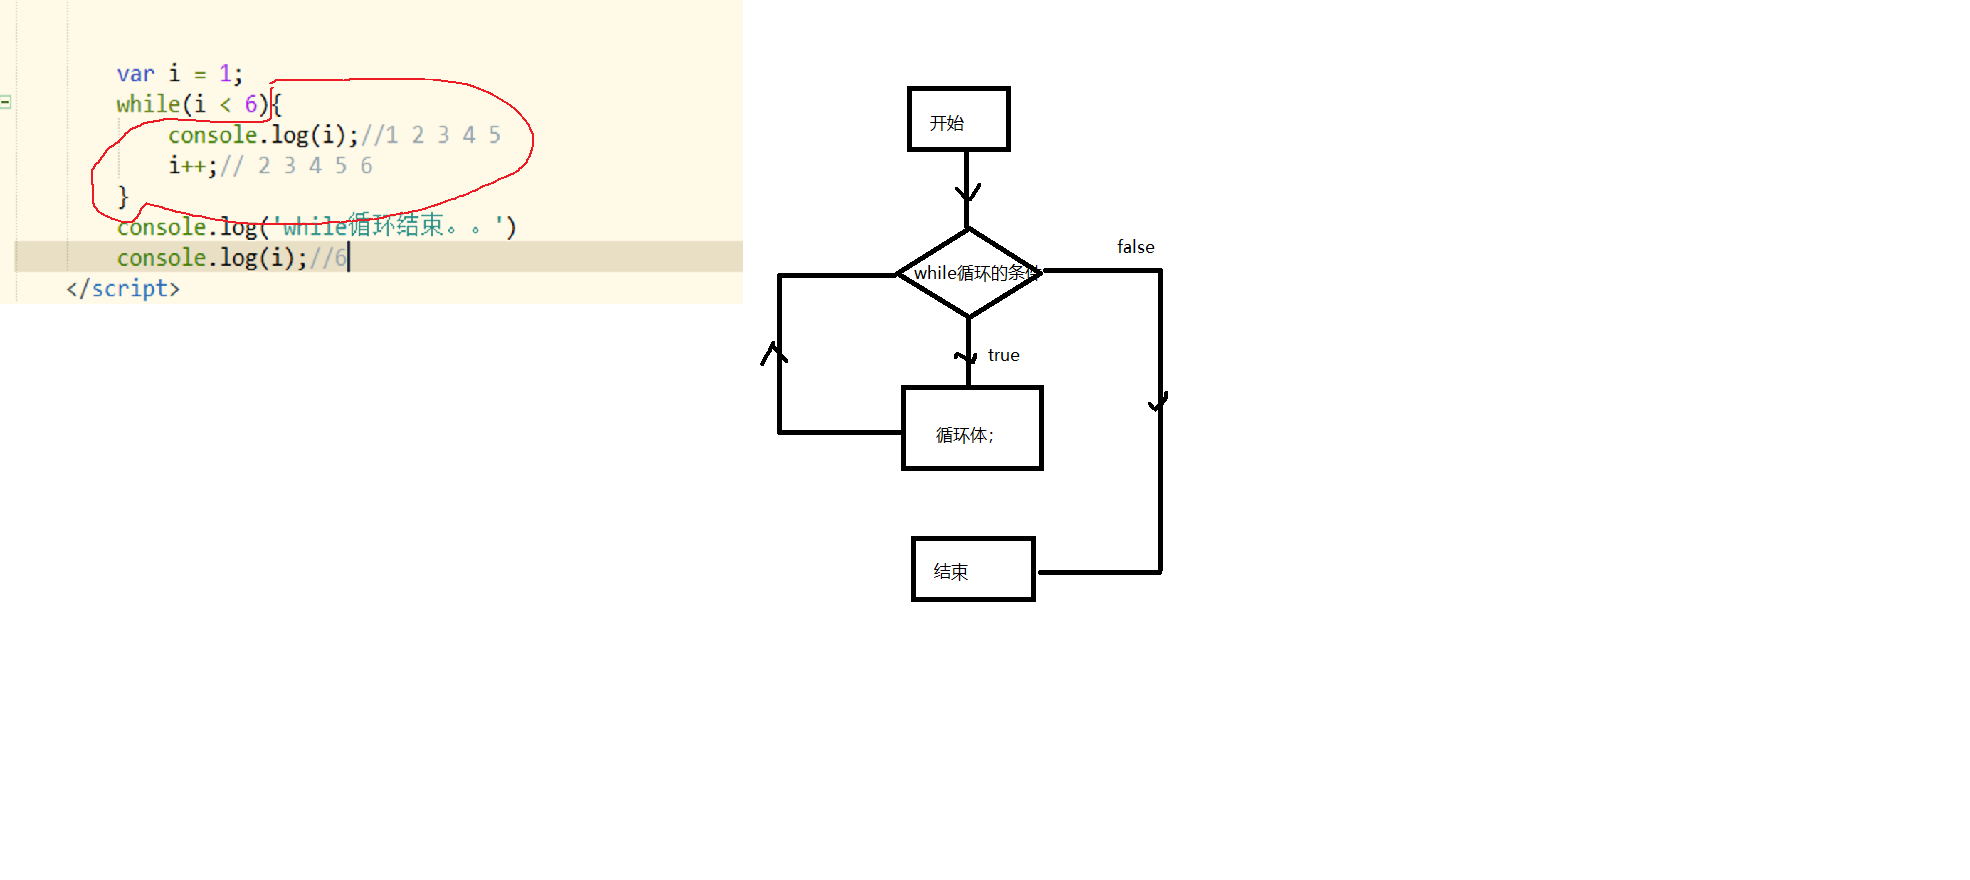 var i = 1;
while(i < 6){
console.log(i);//1 2 3 4 5
i++;// 2 3 4 5 6
}
console.log('while循环结束。。')
console.log(i);//6
</script>
开始
false
while循环的条件
true
循环体；
结束